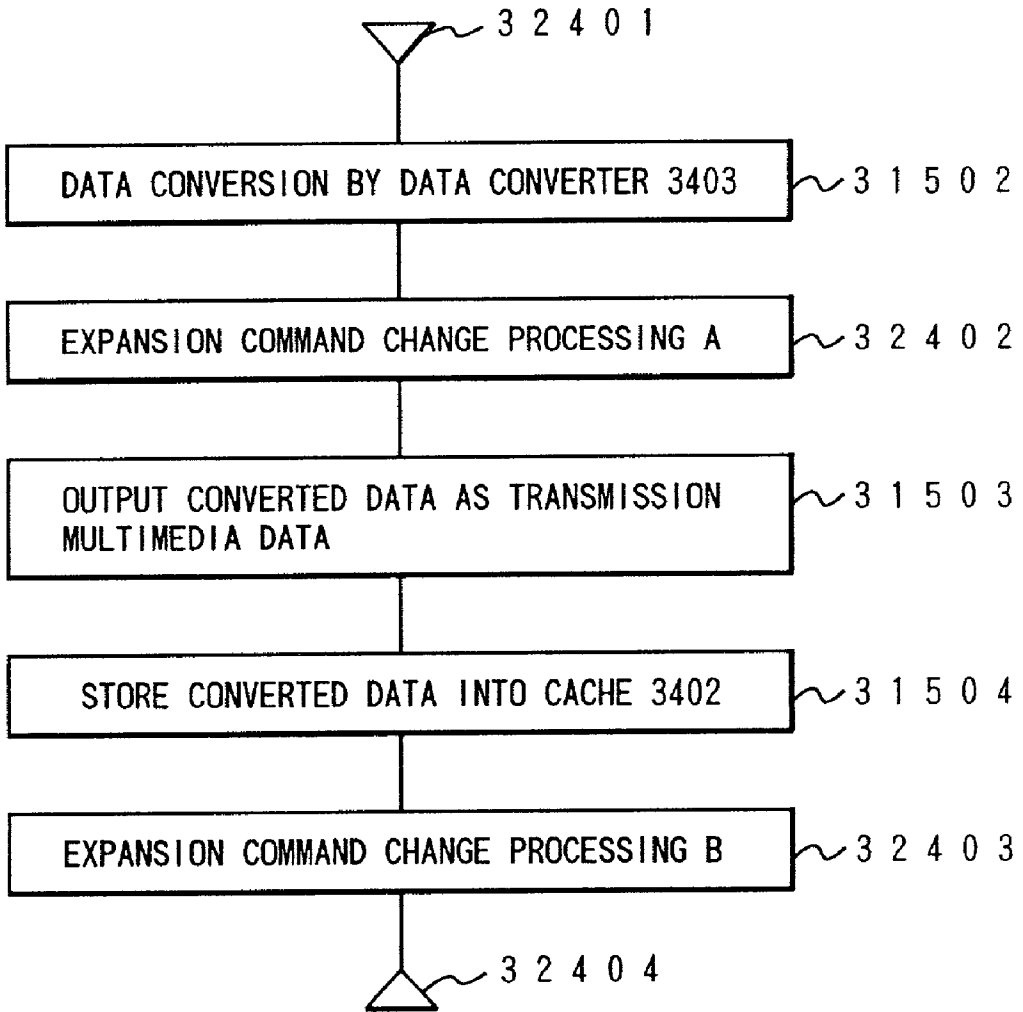 32401
DATA CONVERSION BY DATA CONVERTER 3403
31502
EXPANSION COMMAND CHANGE PROCESSING A
32402
OUTPUT CONVERTED DATA AS TRANSMISSION
MULTIMEDIA DATA
31503
STORE CONVERTED DATA INTO CACHE 3402
31504
EXPANSION COMMAND CHANGE PROCESSING B
32403
32404